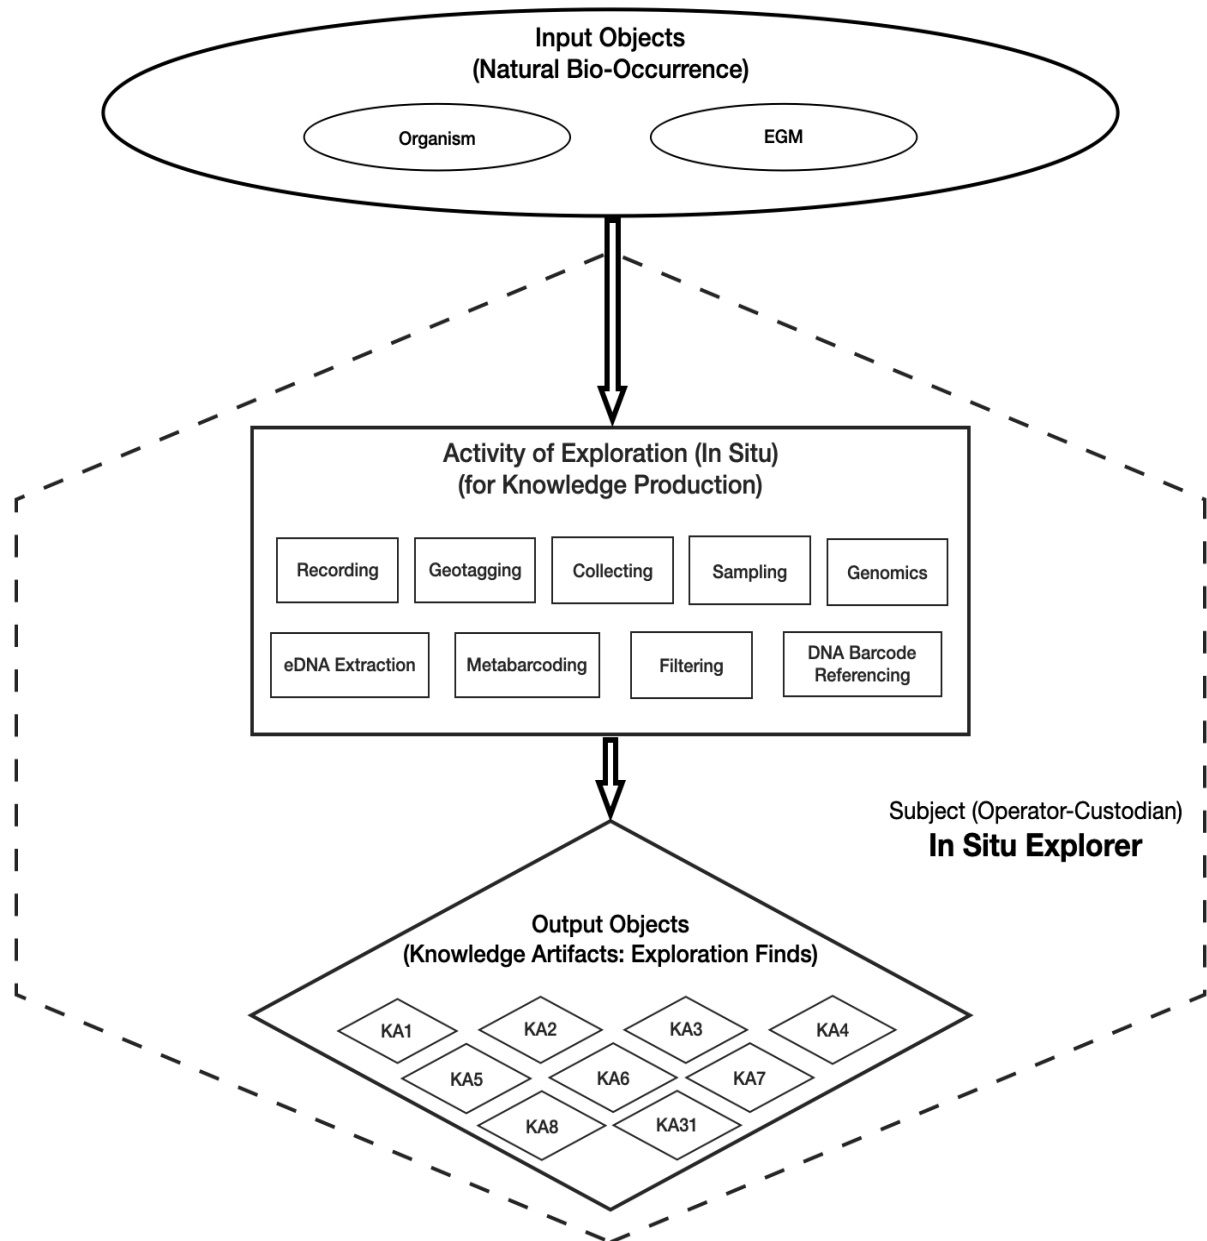 Input Objects
(Natural Bio-Occurrence)
Organism
EGM
Activity of Exploration (In Situ)
(for Knowledge Production)
Recording
Geotagging
Collecting
Sampling
Genomics
eDNA Extraction
Metabarcoding
Filtering
DNA Barcode
Referencing
Subject (Operator-Custodian)
In Situ Explorer
Output Objects
(Knowledge Artifacts: Exploration Finds)
KA1
KA2
KA3
KA4
KA5
KA6
KA7
KA8
KA31